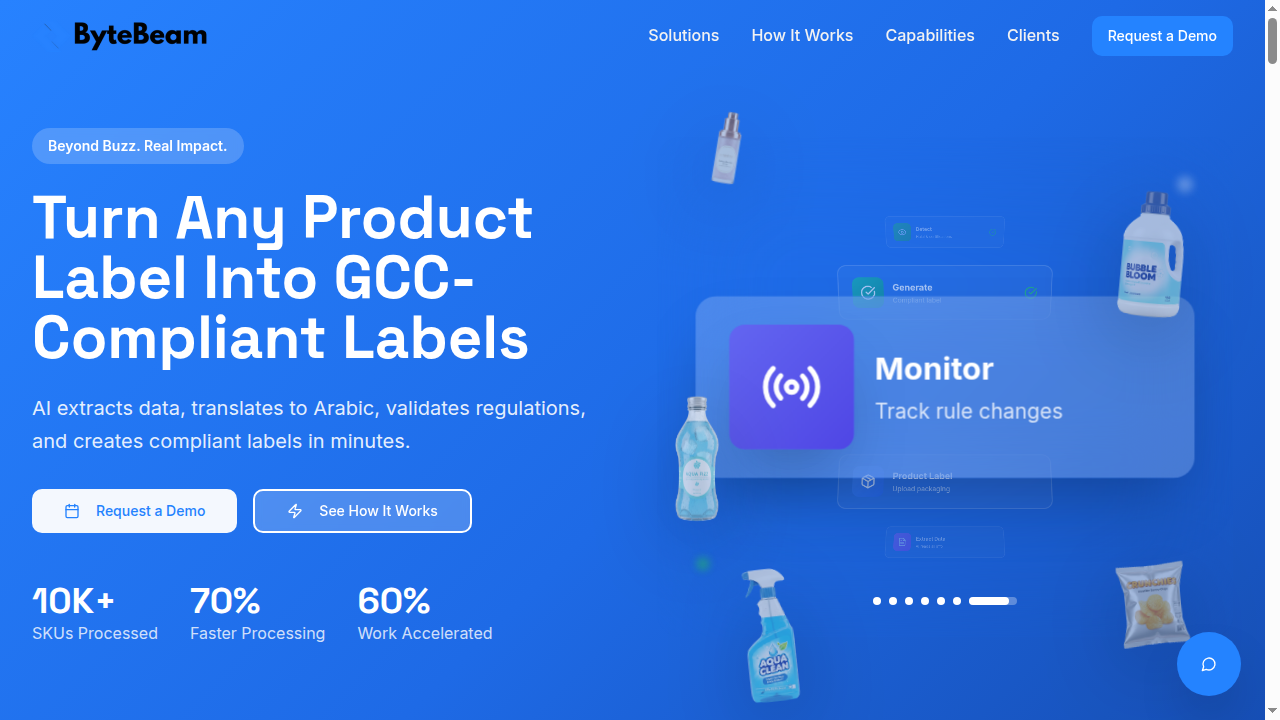 ByteBeam
Solutions
How It Works
Capabilities
Clients
Request a Demo
Beyond Buzz. Real Impact.
Turn Any Product
Label Into GCC-
Compliant Labels
AI extracts data, translates to Arabic, validates regulations,
and creates compliant labels in minutes.
Request a Demo
See How It Works
10K+
SKUs Processed
70%
Faster Processing
60%
Work Accelerated
Detect
Generate
Compliant label
Monitor
Track rule changes
Product Label
Upload packaging
Extract Data
BUBBLE
BLOOM
AQUA
CLEAN